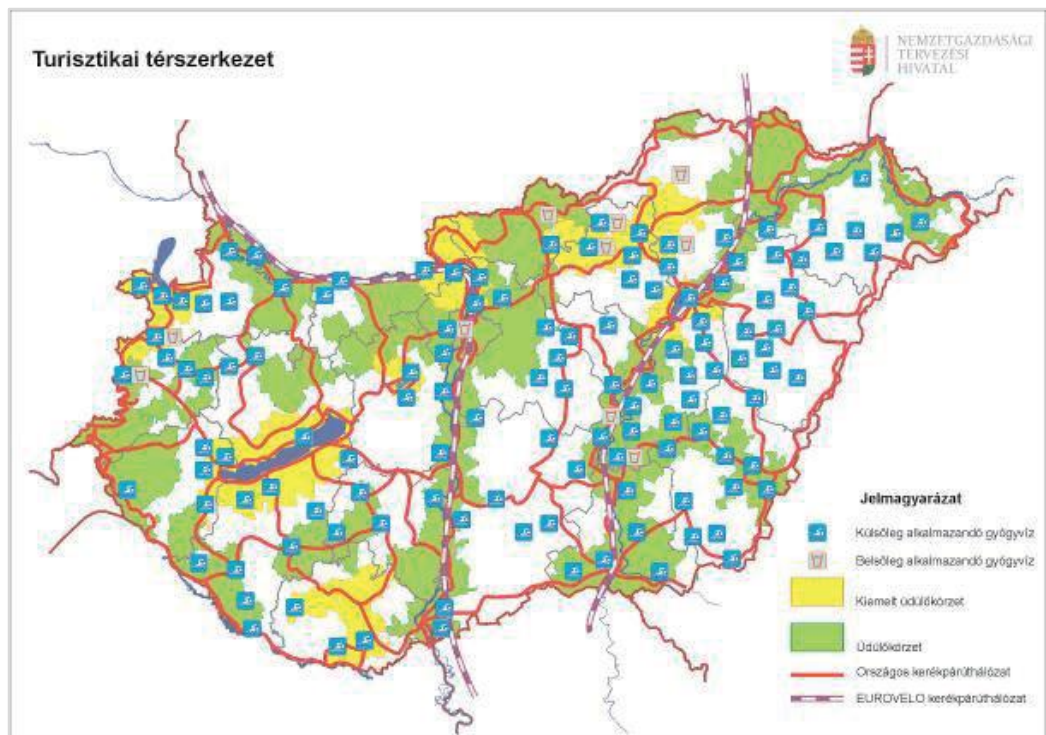 Turisztikai térszerkezet
NEMZETGAZDASÁGI
TERVEZÉSI
HIVATAL
Jelmagyarázat
Külsőleg alkalmazandó gyógyvíz
Belsőleg alkalmazandó gyógyvíz
Kiemelt üdülőkörzet
Üdülőkörzet
Országos kerékpárúthálózat
EUROVELO kerékpárúthálózat